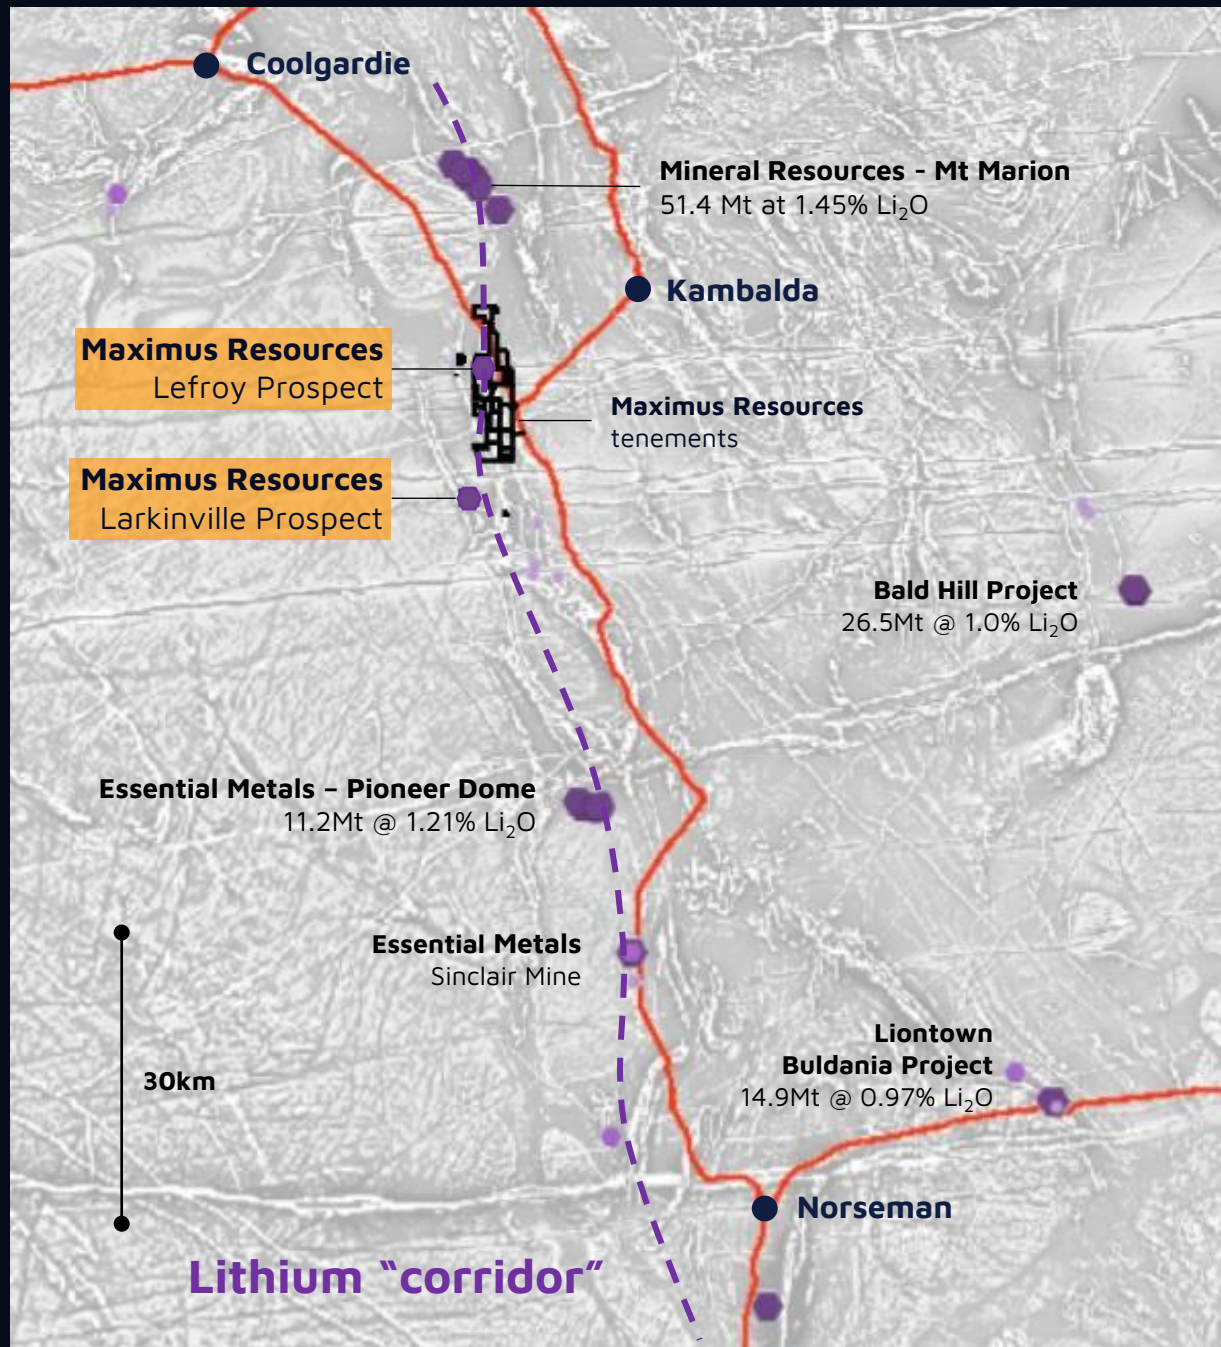 Coolgardie
Mineral Resources - Mt Marion
51.4 Mt at 1.45% Li₂O
Kambalda
Maximus Resources
Lefroy Prospect
Maximus Resources
tenements
Maximus Resources
Larkinville Prospect
Bald Hill Project
26.5Mt @ 1.0% Li₂O
Essential Metals – Pioneer Dome
11.2Mt @ 1.21% Li₂O
Essential Metals
Sinclair Mine
Liontown
Buldania Project
14.9Mt @ 0.97% Li₂O
30km
Norseman
Lithium “corridor”